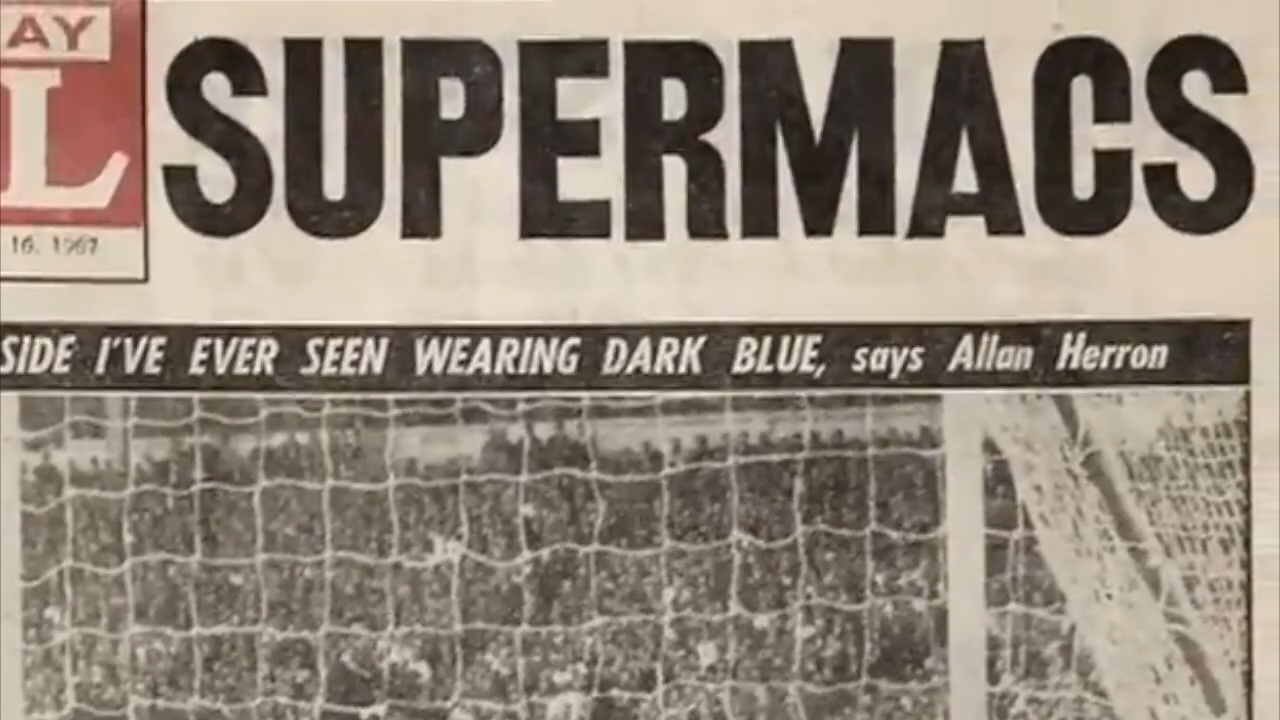 AY
SUPERMACS
L
16. 1967
SIDE I'VE EVER SEEN WEARING DARK BLUE, says Allan Herron